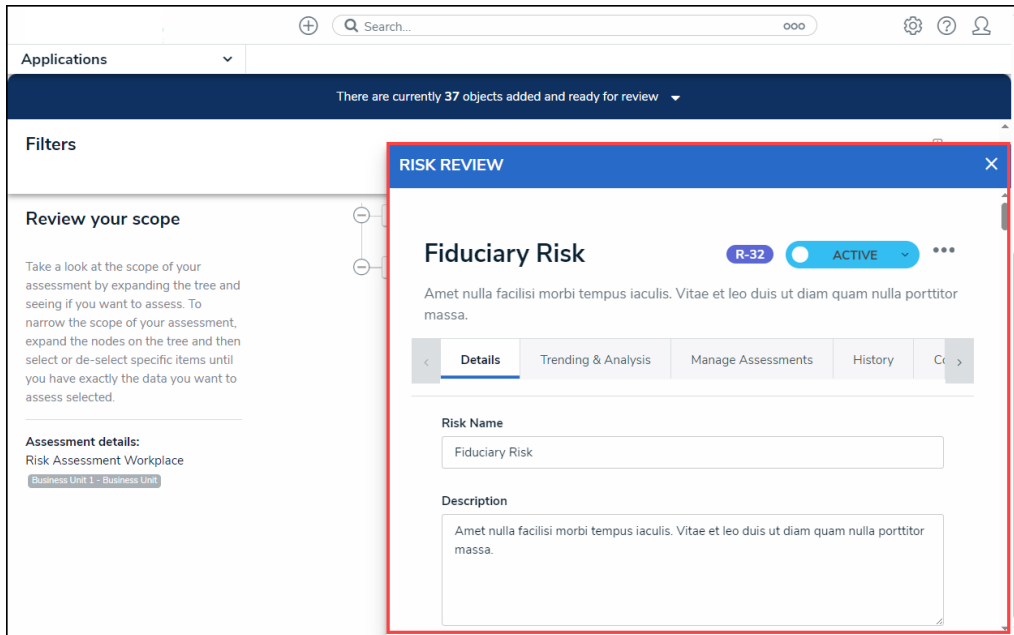 Search...
Applications
There are currently 37 objects added and ready for review
Filters
Review your scope
Take a look at the scope of your
assessment by expanding the tree and
seeing if you want to assess. To
narrow the scope of your assessment,
expand the nodes on the tree and then
select or de-select specific items until
you have exactly the data you want to
assess selected.
Assessment details:
Risk Assessment Workplace
Business Unit 1 - Business Unit
RISK REVIEW
Fiduciary Risk
R-32
ACTIVE
Amet nulla facilisi morbi tempus iaculis. Vitae et leo duis ut diam quam nulla porttitor
massa.
Details
Trending & Analysis
Manage Assessments
History
Risk Name
Fiduciary Risk
Description
Amet nulla facilisi morbi tempus iaculis. Vitae et leo duis ut diam quam nulla porttitor
massa.